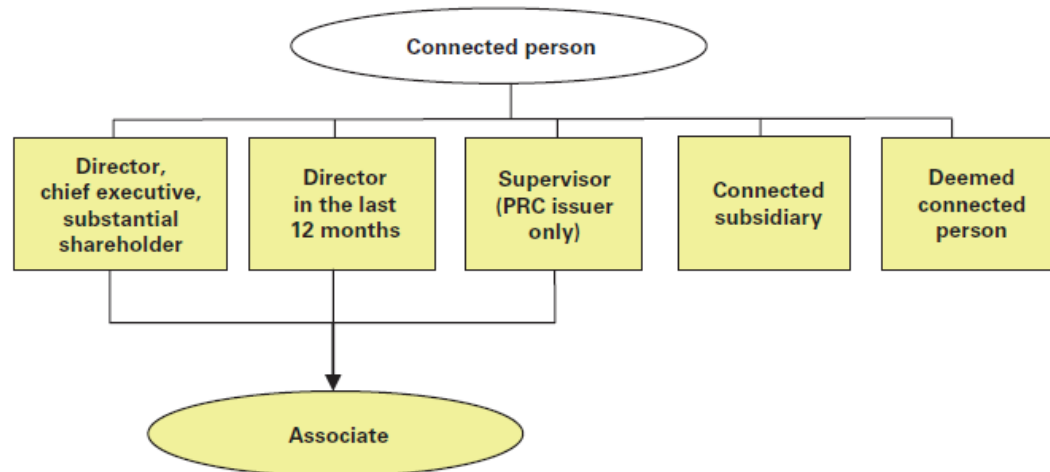 Connected person
Director,
chief executive,
substantial
shareholder
Director
in the last
12 months
Supervisor
(PRC issuer
only)
Connected
subsidiary
Deemed
connected
person
Associate